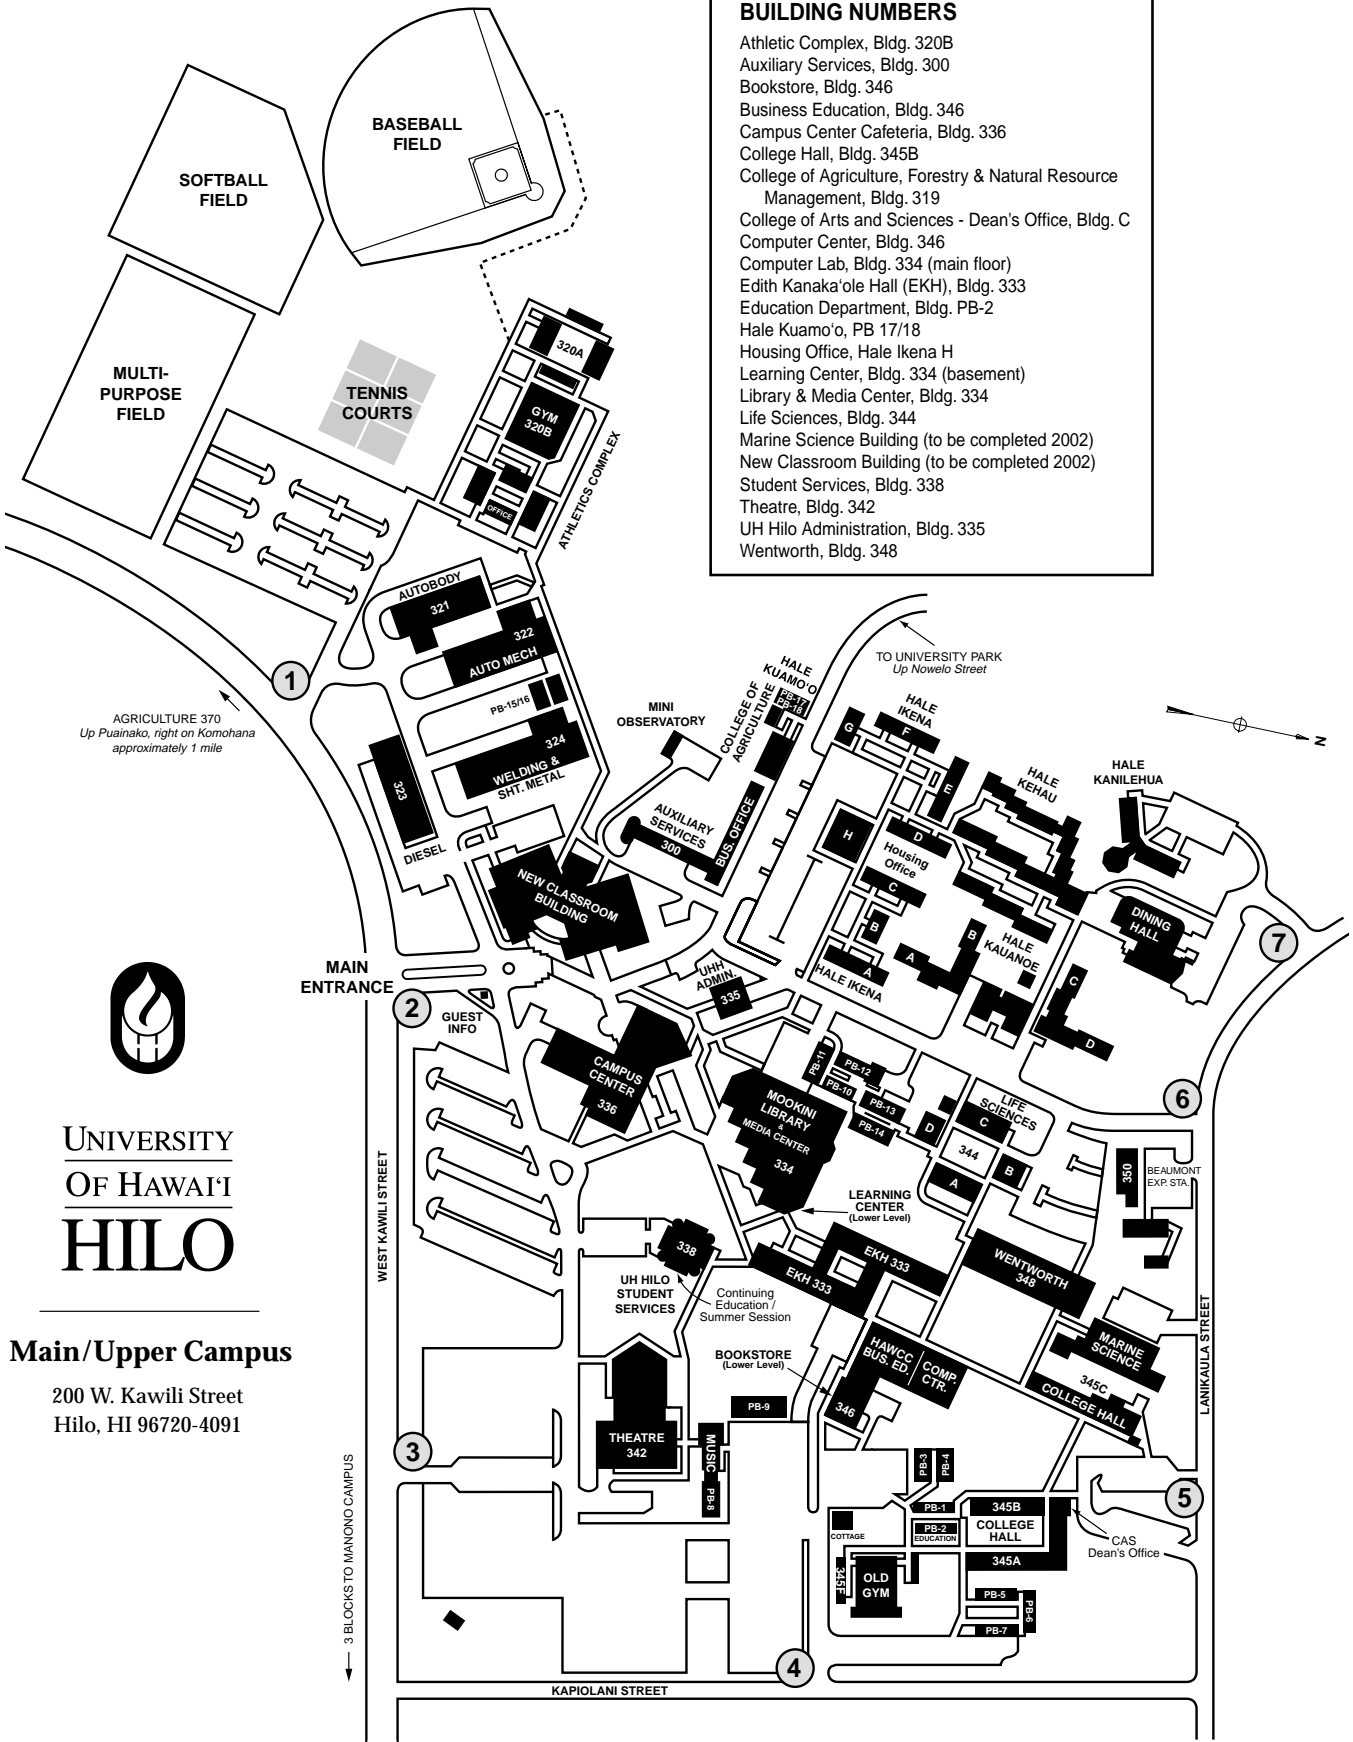 BUILDING NUMBERS
Athletic Complex, Bldg. 320B
Auxiliary Services, Bldg. 300
Bookstore, Bldg. 346
Business Education, Bldg. 346
Campus Center Cafeteria, Bldg. 336
College Hall, Bldg. 345B
College of Agriculture, Forestry & Natural Resource
Management, Bldg. 319
College of Arts and Sciences - Dean's Office, Bldg. C
Computer Center, Bldg. 346
Computer Lab, Bldg. 334 (main floor)
Edith Kanaka‘ole Hall (EKH), Bldg. 333
Education Department, Bldg. PB-2
Hale Kuamo‘o, PB 17/18
Housing Office, Hale Ikena H
Learning Center, Bldg. 334 (basement)
Library & Media Center, Bldg. 334
Life Sciences, Bldg. 344
Marine Science Building (to be completed 2002)
New Classroom Building (to be completed 2002)
Student Services, Bldg. 338
Theatre, Bldg. 342
UH Hilo Administration, Bldg. 335
Wentworth, Bldg. 348
BASEBALL
FIELD
SOFTBALL
FIELD
MULTI-
PURPOSE
FIELD
TENNIS
COURTS
320A
GYM
320B
OFFICE
ATHLETICS COMPLEX
AUTOBODY
321
322
AUTO MECH
PB-15/16
324
WELDING &
SHT. METAL
323
DIESEL
1
AGRICULTURE 370
Up Puainako, right on Komohana
approximately 1 mile
MINI
OBSERVATORY
COLLEGE OF
AGRICULTURE
HALE
KUAMO‘O
PB-17
PB-18
AUXILIARY
SERVICES
300
BUS. OFFICE
TO UNIVERSITY PARK
Up Nowelo Street
N
HALE
IKENA
G
F
E
D
H
Housing
Office
C
B
A
HALE IKENA
HALE
KEHAU
HALE
KANILEHUA
DINING
HALL
7
HALE
KAUANOE
A
B
C
D
NEW CLASSROOM
BUILDING
MAIN
ENTRANCE
2
GUEST
INFO
UHH
ADMIN.
335
CAMPUS
CENTER
336
MOOKINI
LIBRARY
&
MEDIA CENTER
334
PB-11
PB-12
PB-10
PB-13
PB-14
LIFE
SCIENCES
D
C
344
B
A
6
350
BEAUMONT
EXP. STA.
LEARNING
CENTER
(Lower Level)
UNIVERSITY
OF HAWAI‘I
HILO
Main/Upper Campus
200 W. Kawili Street
Hilo, HI 96720-4091
WEST KAWILI STREET
338
UH HILO
STUDENT
SERVICES
Continuing
Education /
Summer Session
EKH 333
EKH 333
WENTWORTH
348
LANIKAULA STREET
MARINE
SCIENCE
345C
COLLEGE HALL
BOOKSTORE
(Lower Level)
HAWCC
BUS. ED.
COMP.
CTR.
346
PB-9
THEATRE
342
MUSIC
PB-8
3
3 BLOCKS TO MANONO CAMPUS
PB-3
PB-4
PB-1
PB-2
EDUCATION
345B
COLLEGE
HALL
345A
5
CAS
Dean's Office
COTTAGE
345F
OLD
GYM
PB-5
PB-6
PB-7
4
KAPIOLANI STREET